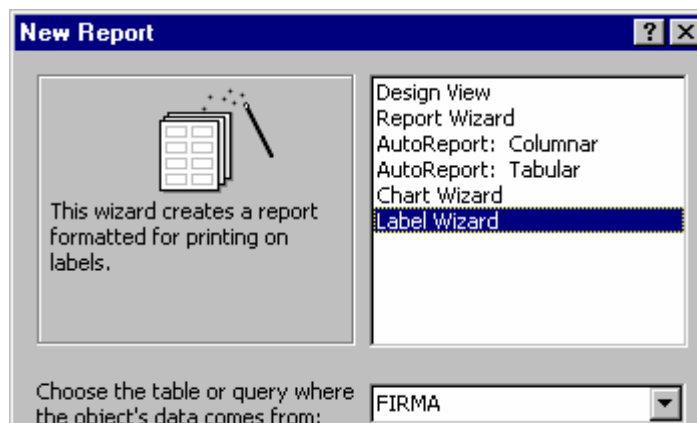 New Report
Design View
Report Wizard
AutoReport: Columnar
AutoReport: Tabular
Chart Wizard
Label Wizard
This wizard creates a report
formatted for printing on
labels.
Choose the table or query where
the object's data comes from:
FIRMA